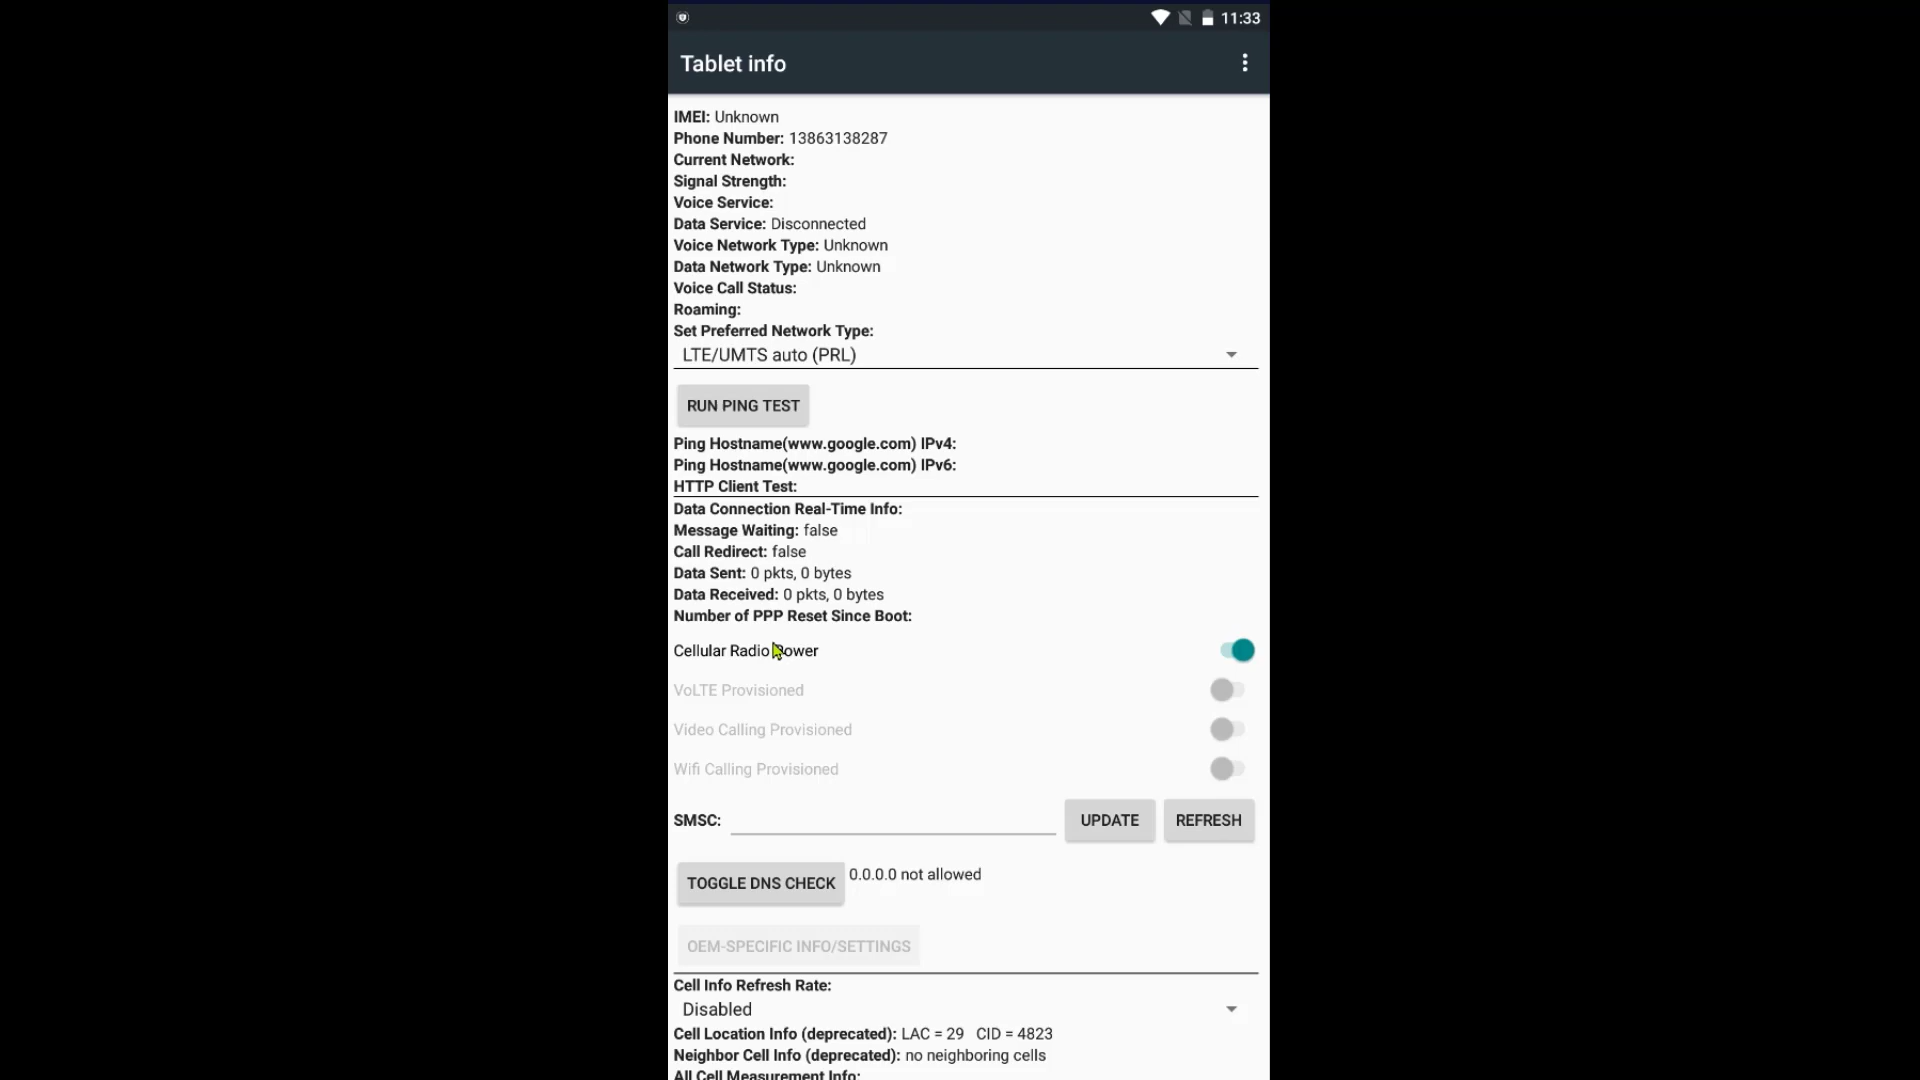 11:33
Tablet info
IMEI: Unknown
Phone Number: 13863138287
Current Network:
Signal Strength:
Voice Service:
Data Service: Disconnected
Voice Network Type: Unknown
Data Network Type: Unknown
Voice Call Status:
Roaming:
Set Preferred Network Type:
LTE/UMTS auto (PRL)
RUN PING TEST
Ping Hostname(www.google.com) IPv4:
Ping Hostname(www.google.com) IPv6:
HTTP Client Test:
Data Connection Real-Time Info:
Message Waiting: false
Call Redirect: false
Data Sent: 0 pkts, 0 bytes
Data Received: 0 pkts, 0 bytes
Number of PPP Reset Since Boot:
Cellular Radio Power
VoLTE Provisioned
Video Calling Provisioned
Wifi Calling Provisioned
SMSC: UPDATE REFRESH
TOGGLE DNS CHECK 0.0.0.0 not allowed
OEM-SPECIFIC INFO/SETTINGS
Cell Info Refresh Rate:
Disabled
Cell Location Info (deprecated): LAC = 29 CID = 4823
Neighbor Cell Info (deprecated): no neighboring cells
All Cell Measurement Info: